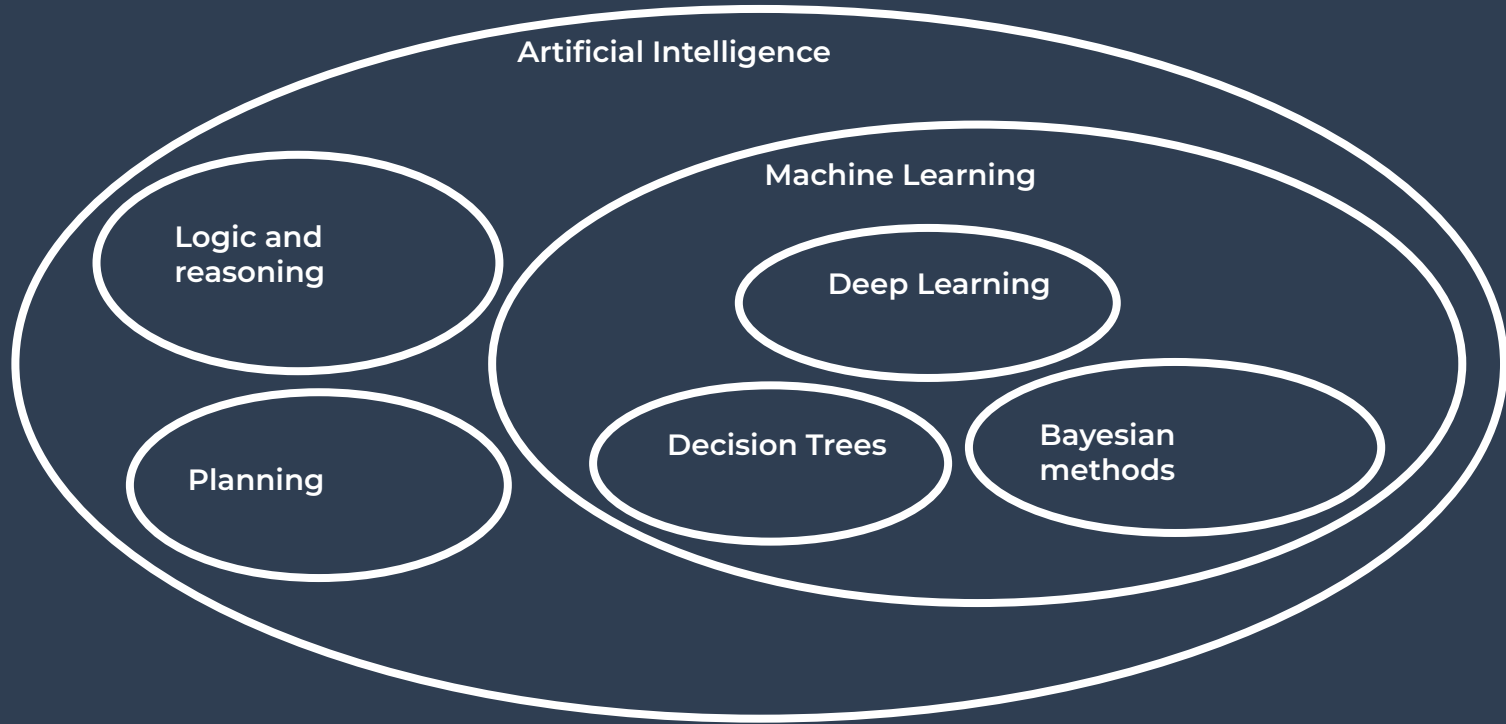 Artificial Intelligence
Machine Learning
Logic and
reasoning
Deep Learning
Decision Trees
Bayesian
methods
Planning